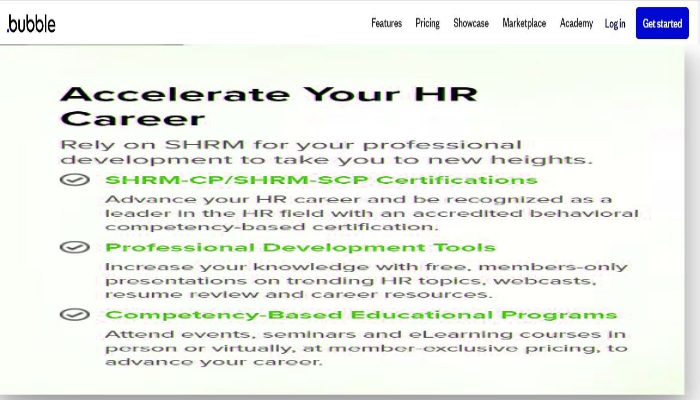 .bubble
Features Pricing Showcase Marketplace Academy Log in Get started
Accelerate Your HR
Career
Rely on SHRM for your professional
development to take you to new heights.
SHRM-CP/SHRM-SCP Certifications
Advance your HR career and be recognized as a
leader in the HR field with an accredited behavioral
competency-based certification.
Professional Development Tools
Increase your knowledge with free, members-only
presentations on trending HR topics, webcasts,
resume review and career resources.
Competency-Based Educational Programs
Attend events, seminars and eLearning courses in
person or virtually, at member-exclusive pricing, to
advance your career.